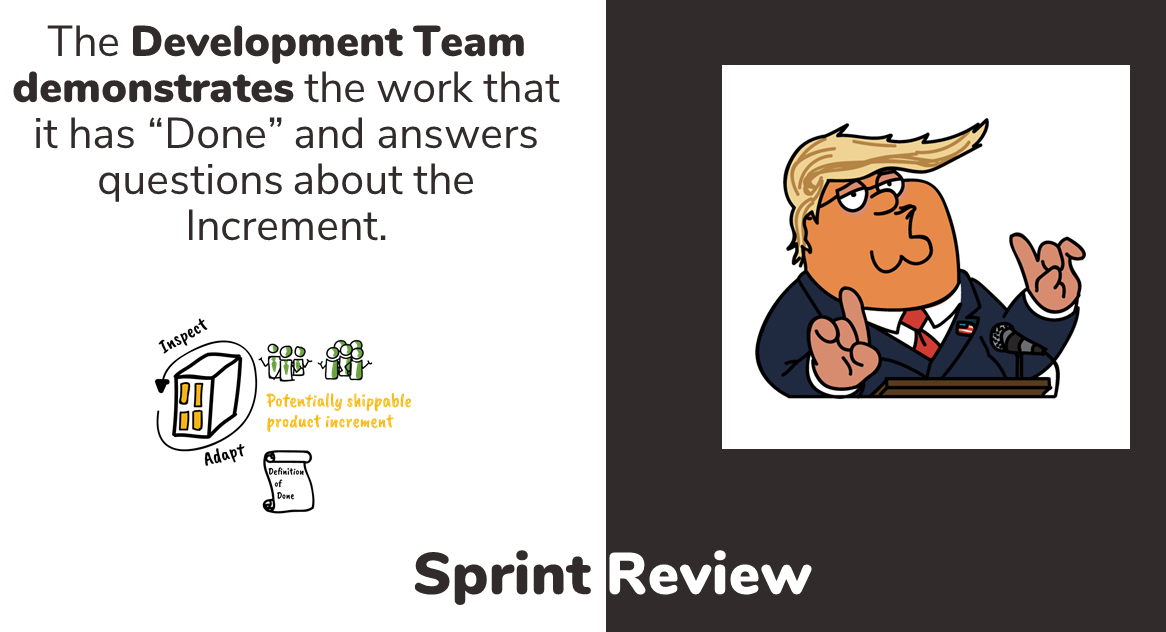 The Development Team
demonstrates the work that
it has “Done” and answers
questions about the
Increment.
Inspect
Potentially shippable
product increment
Adapt
Definition
of
Done
Sprint Review